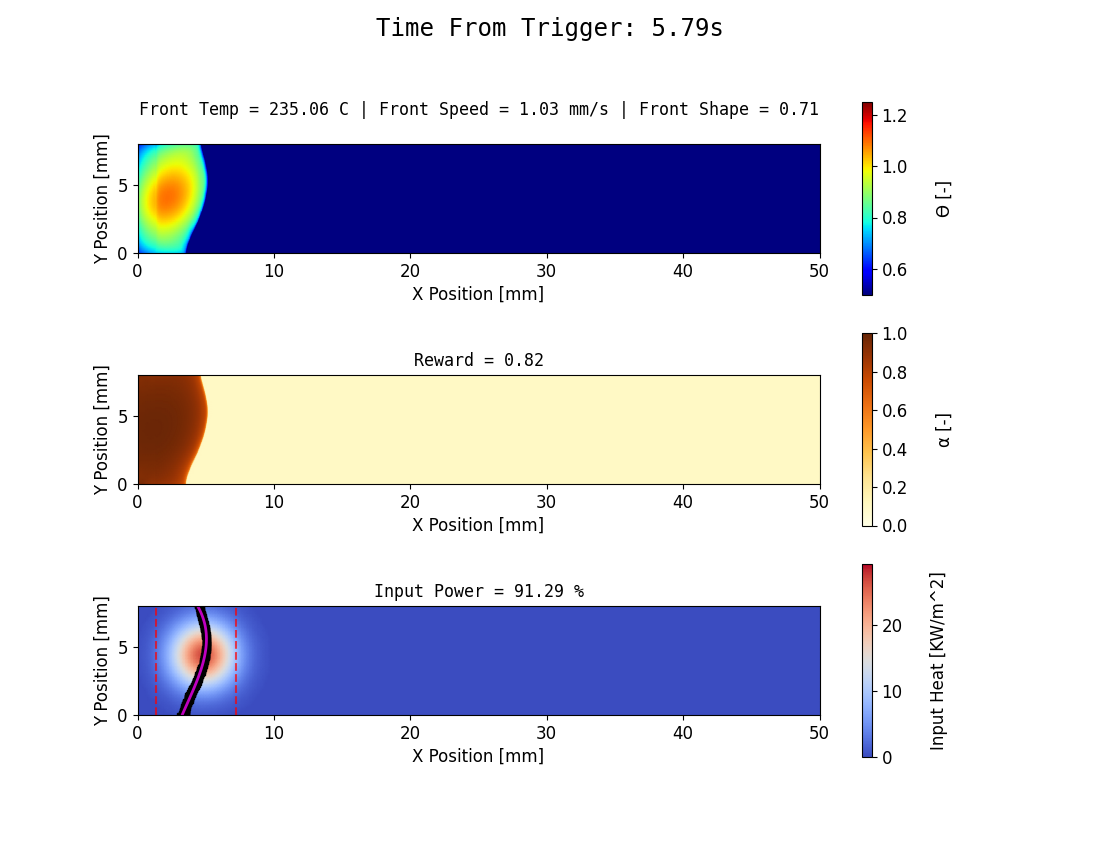 Time From Trigger: 5.79s
Front Temp = 235.06 C | Front Speed = 1.03 mm/s | Front Shape = 0.71
Y Position [mm]
5
0
0 10 20 30 40 50
X Position [mm]
1.2
1.0
0.8
0.6
Θ [-]
Reward = 0.82
Y Position [mm]
5
0
0 10 20 30 40 50
X Position [mm]
1.0
0.8
0.6
0.4
0.2
0.0
α [-]
Input Power = 91.29 %
Y Position [mm]
5
0
0 10 20 30 40 50
X Position [mm]
20
10
0
Input Heat [KW/m^2]